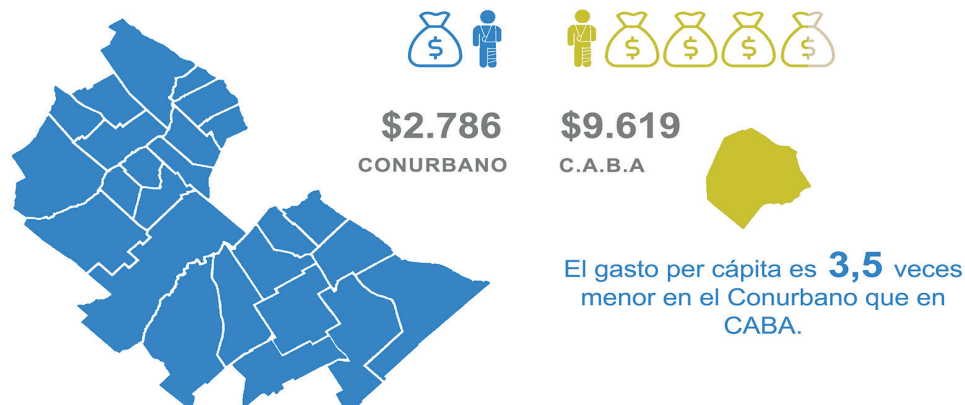 $ $ $ $ $
$2.786 $9.619
CONURBANO C.A.B.A
El gasto per cápita es 3,5 veces
menor en el Conurbano que en
CABA.